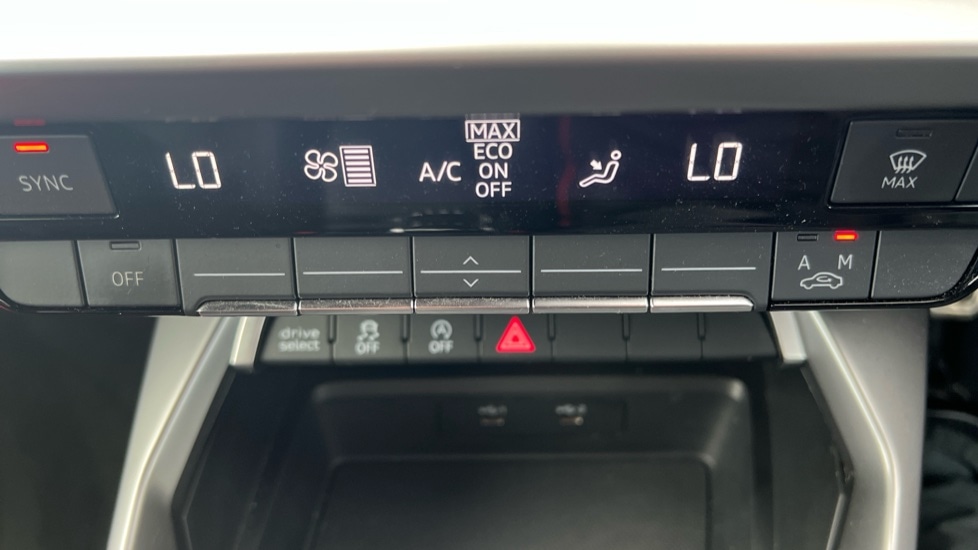 SYNC
LO
A/C
MAX
ECO
ON
OFF
LO
MAX
OFF
A M
drive select
OFF
OFF